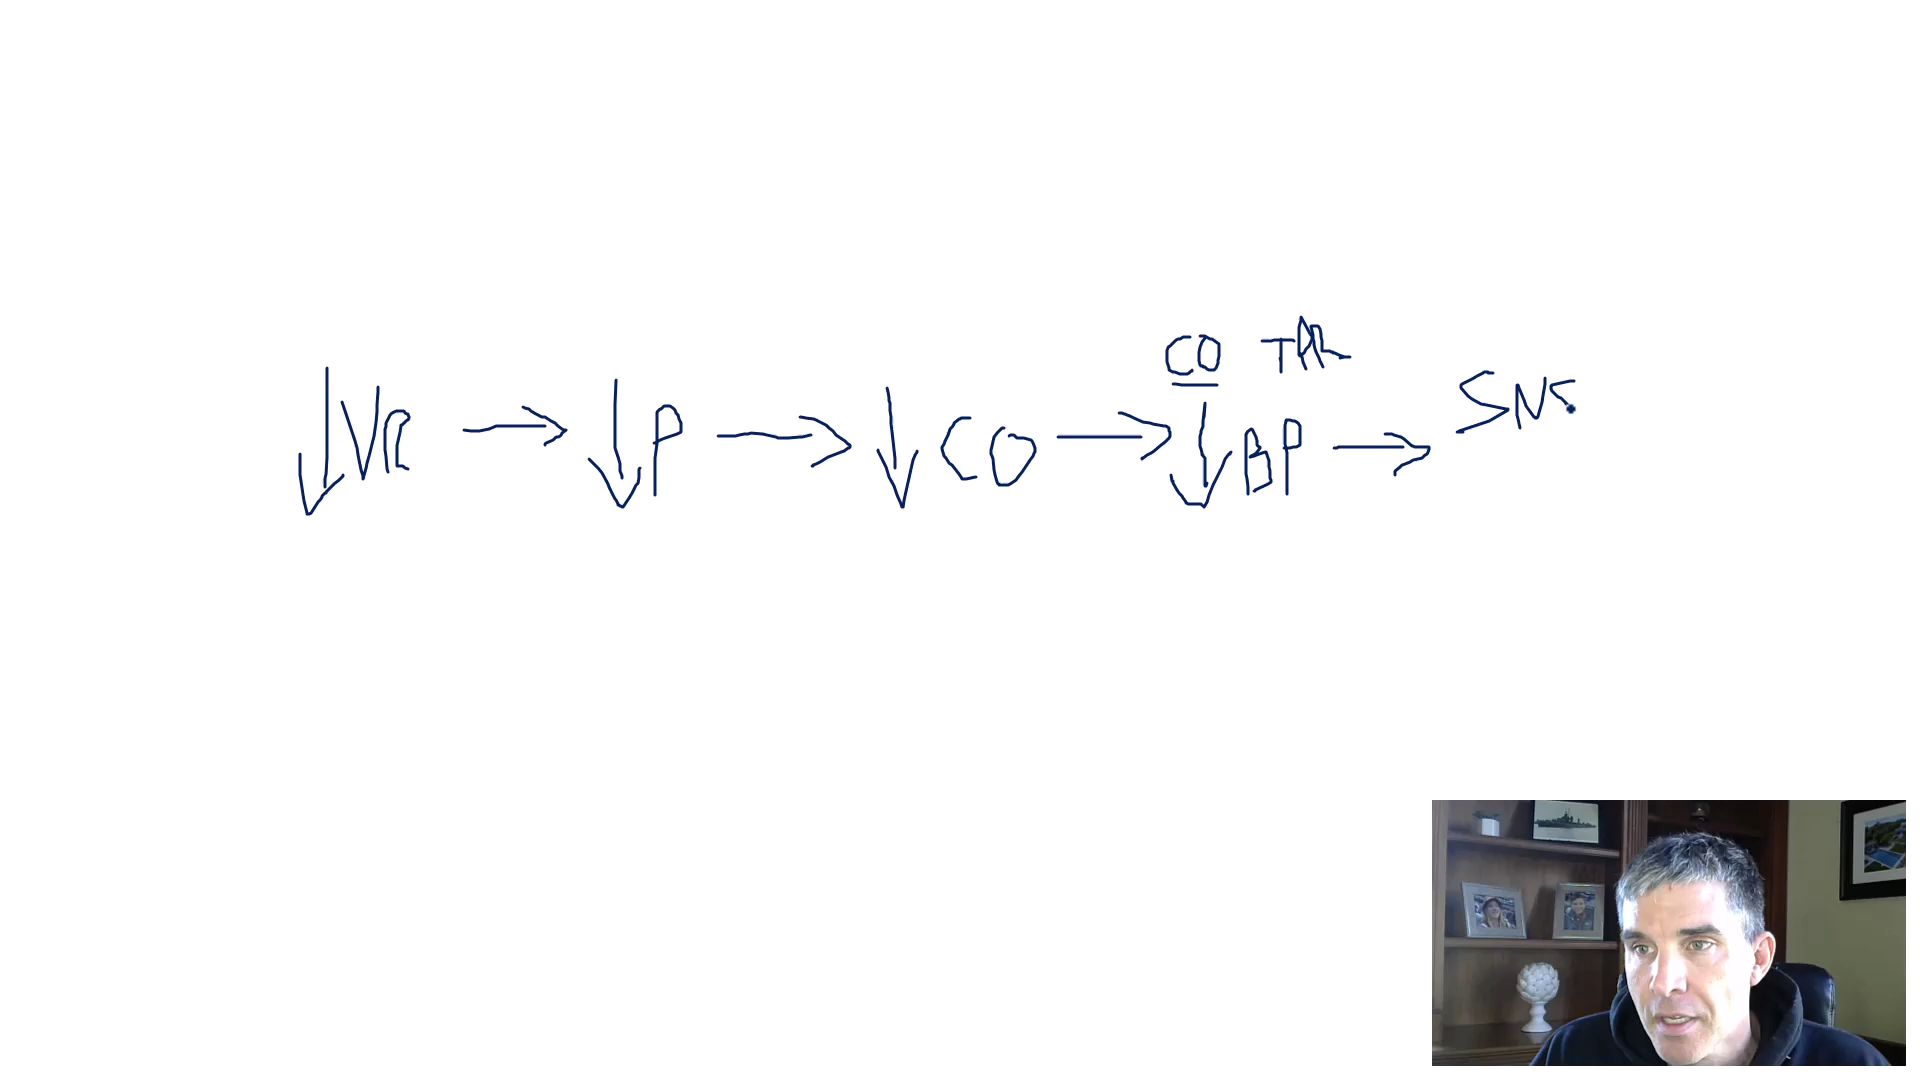 CO TPR
↓VR → ↓P → ↓CO → ↓BP → SNS